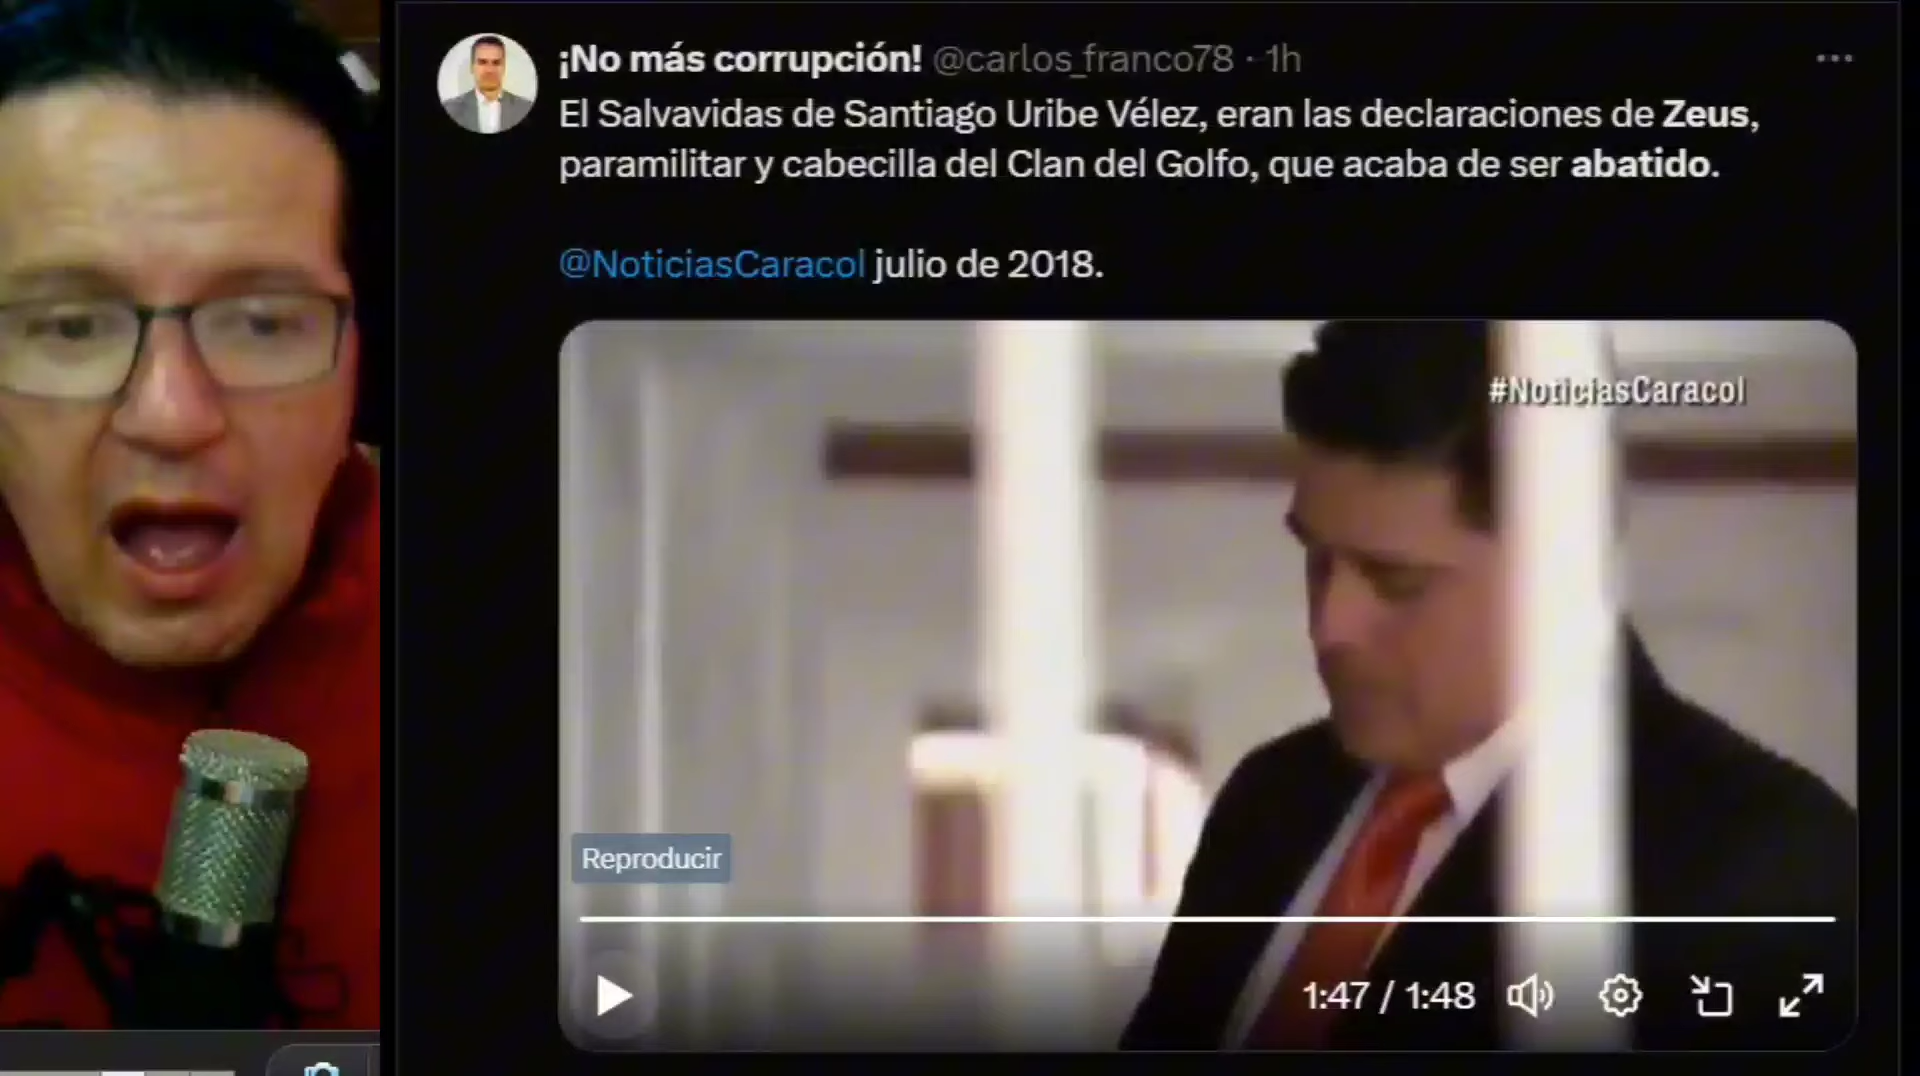 ¡No más corrupción! @carlos_franco78 · 1h
El Salvavidas de Santiago Uribe Vélez, eran las declaraciones de Zeus,
paramilitar y cabecilla del Clan del Golfo, que acaba de ser abatido.
@NoticiasCaracol julio de 2018.
#NoticiasCaracol
Reproducir
1:47 / 1:48